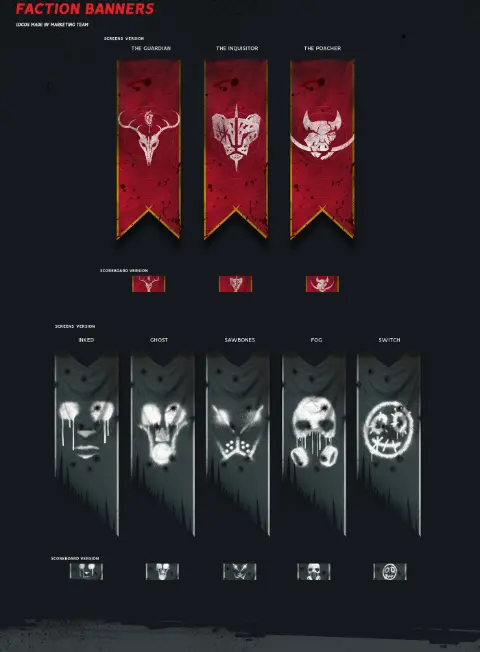 FACTION BANNERS
LOGOS MADE BY MARKETING TEAM
SCREENS VERSION
THE GUARDIAN THE INQUISITOR THE POACHER
SCOREBOARD VERSION
SCREENS VERSION
INKED GHOST SAWBONES FOG SWITCH
SCOREBOARD VERSION